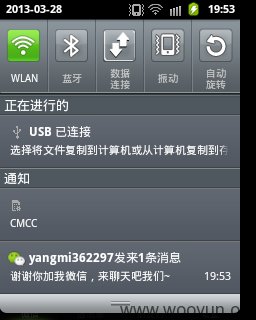 2013-03-28 19:53
WLAN 蓝牙 数据连接 振动 自动旋转
正在进行的
USB 已连接
选择将文件复制到计算机或从计算机复制到存
通知
CMCC
yangmi362297发来1条消息
谢谢你加我微信，来聊天吧我们~ 19:53
www.wooyun.o